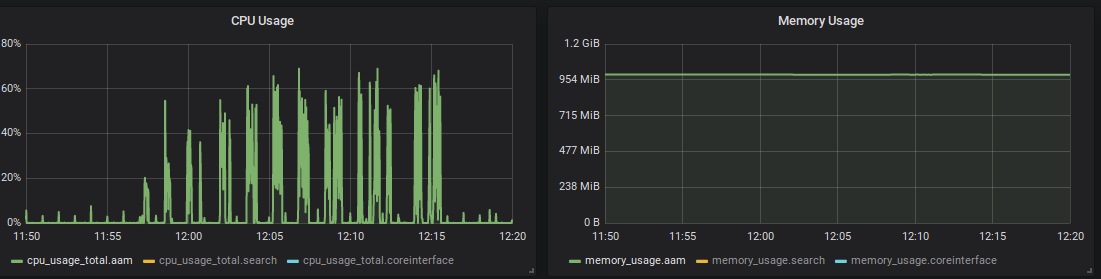 CPU Usage
80%
60%
40%
20%
0%
11:50 11:55 12:00 12:05 12:10 12:15 12:20
cpu_usage_total.aam cpu_usage_total.search cpu_usage_total.coreinterface
Memory Usage
1.2 GiB
954 MiB
715 MiB
477 MiB
238 MiB
0 B
11:50 11:55 12:00 12:05 12:10 12:15 12:20
memory_usage.aam memory_usage.search memory_usage.coreinterface